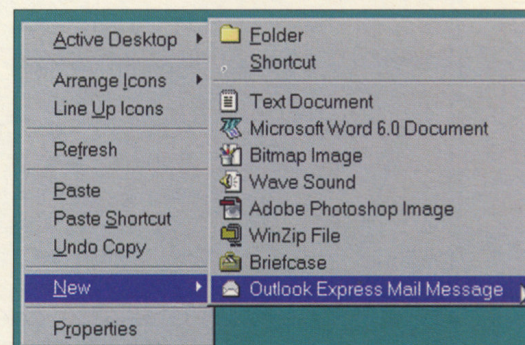 Active Desktop
Arrange Icons
Line Up Icons
Refresh
Paste
Paste Shortcut
Undo Copy
New
Properties
Folder
Shortcut
Text Document
Microsoft Word 6.0 Document
Bitmap Image
Wave Sound
Adobe Photoshop Image
WinZip File
Briefcase
Outlook Express Mail Message